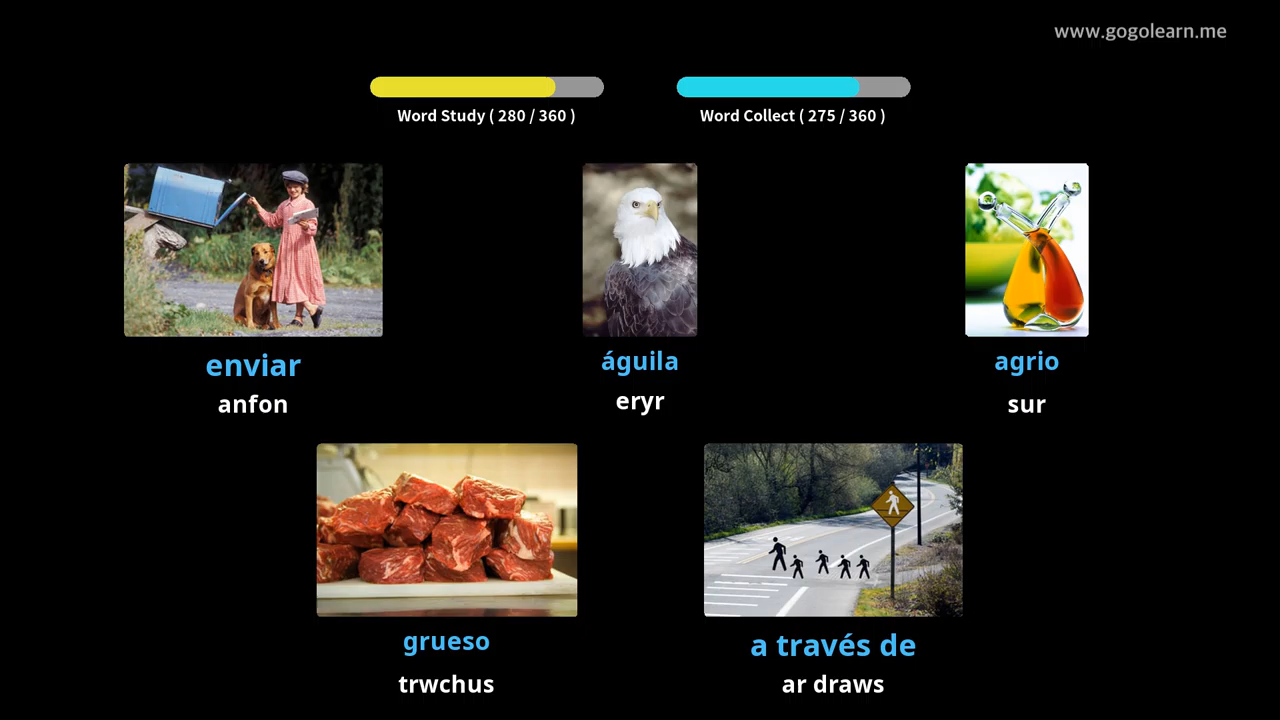 www.gogolearn.me
Word Study ( 280 / 360 )
Word Collect ( 275 / 360 )
enviar
anfon
águila
eryr
agrio
sur
grueso
trwchus
a través de
ar draws